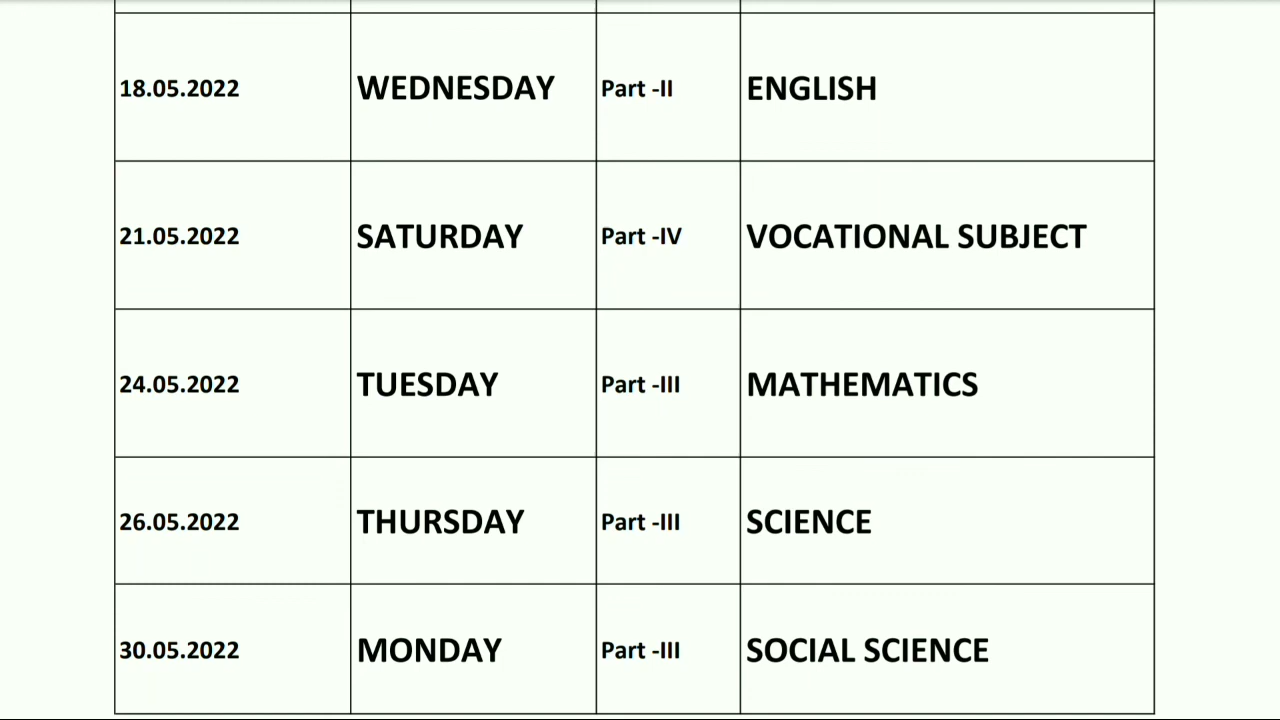 18.05.2022 WEDNESDAY Part -II ENGLISH
21.05.2022 SATURDAY Part -IV VOCATIONAL SUBJECT
24.05.2022 TUESDAY Part -III MATHEMATICS
26.05.2022 THURSDAY Part -III SCIENCE
30.05.2022 MONDAY Part -III SOCIAL SCIENCE